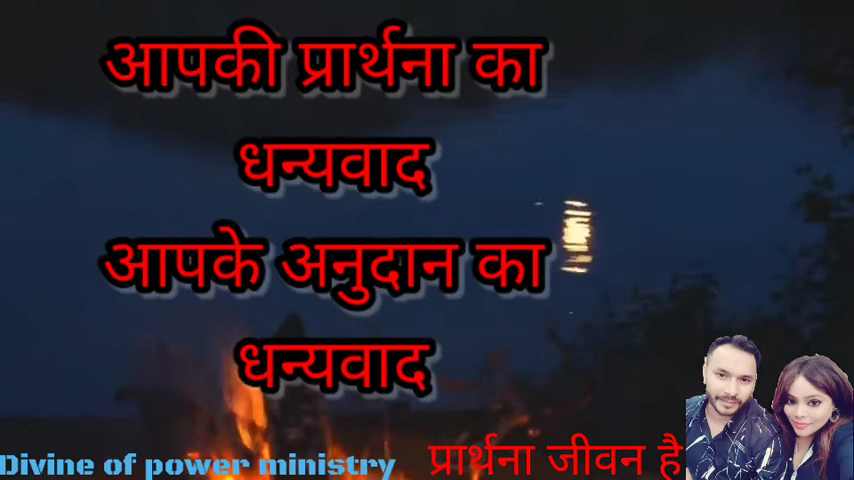 आपकी प्रार्थना का
धन्यवाद
आपके अनुदान का
धन्यवाद
Divine of power ministry
प्रार्थना जीवन है